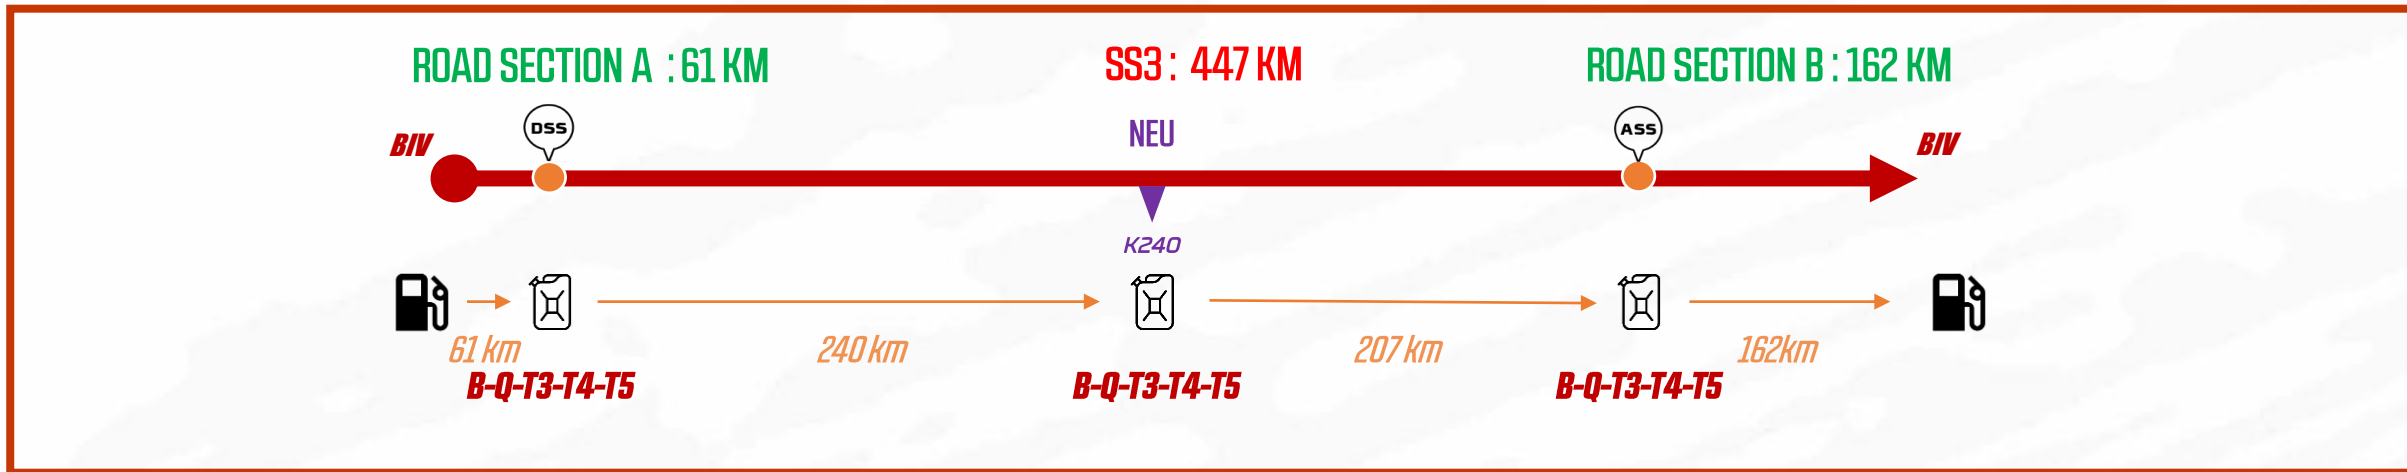 ROAD SECTION A : 61 KM
SS3 : 447 KM
ROAD SECTION B : 162 KM
BIV
DSS
NEU
ASS
BIV
K240
61 km
240 km
207 km
162km
B-Q-T3-T4-T5
B-Q-T3-T4-T5
B-Q-T3-T4-T5